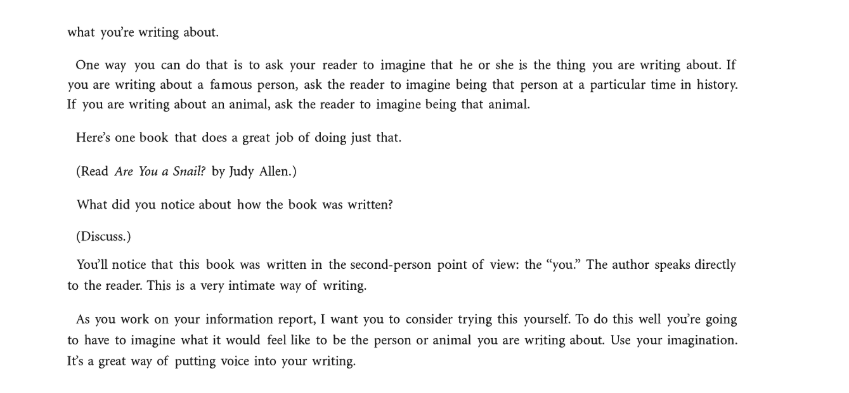 what you're writing about.
One way you can do that is to ask your reader to imagine that he or she is the thing you are writing about. If
you are writing about a famous person, ask the reader to imagine being that person at a particular time in history.
If you are writing about an animal, ask the reader to imagine being that animal.
Here's one book that does a great job of doing just that.
(Read Are You a Snail? by Judy Allen.)
What did you notice about how the book was written?
(Discuss.)
You'll notice that this book was written in the second-person point of view: the “you.” The author speaks directly
to the reader. This is a very intimate way of writing.
As you work on your information report, I want you to consider trying this yourself. To do this well you're going
to have to imagine what it would feel like to be the person or animal you are writing about. Use your imagination.
It's a great way of putting voice into your writing.